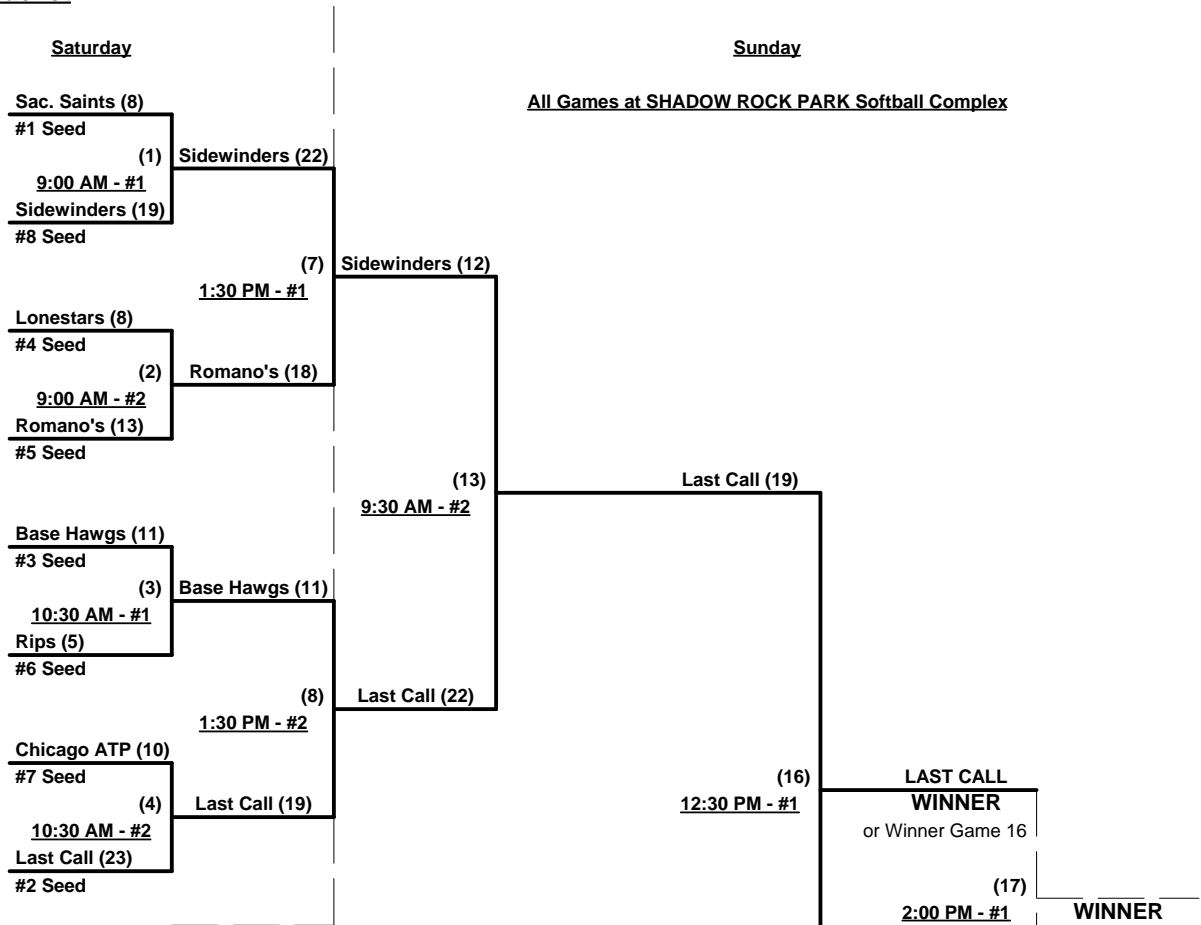 Saturday
Sunday
Sac. Saints (8)
All Games at SHADOW ROCK PARK Softball Complex
#1 Seed
(1)
Sidewinders (22)
9:00 AM - #1
Sidewinders (19)
#8 Seed
(7)
Sidewinders (12)
1:30 PM - #1
Lonestars (8)
#4 Seed
(2)
Romano's (18)
9:00 AM - #2
Romano's (13)
#5 Seed
(13)
Last Call (19)
9:30 AM - #2
Base Hawgs (11)
#3 Seed
(3)
Base Hawgs (11)
10:30 AM - #1
Rips (5)
#6 Seed
(8)
Last Call (22)
1:30 PM - #2
Chicago ATP (10)
#7 Seed
(16)
LAST CALL
(4)
Last Call (19)
12:30 PM - #1
WINNER
10:30 AM - #2
or Winner Game 16
Last Call (23)
#2 Seed
(17)
2:00 PM - #1
WINNER